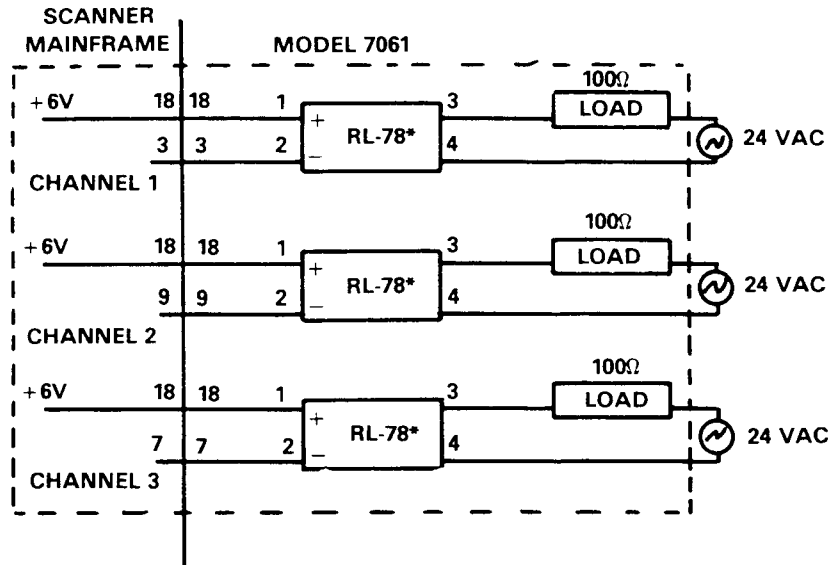 SCANNER
MAINFRAME
MODEL 7061
+6V 18 18 1 + RL-78* 3 100Ω LOAD 24 VAC
3 3 2 − 4
CHANNEL 1
+6V 18 18 1 + RL-78* 3 100Ω LOAD 24 VAC
9 9 2 − 4
CHANNEL 2
+6V 18 18 1 + RL-78* 3 100Ω LOAD 24 VAC
7 7 2 − 4
CHANNEL 3